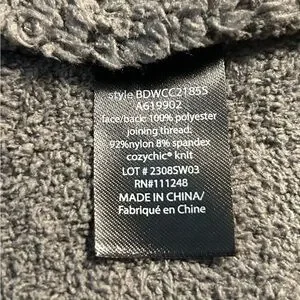 style BDWCC21855
A619902
face/back: 100% polyester
joining thread:
92%nylon 8% spandex
cozychic® knit
LOT # 2308SW03
RN#111248
MADE IN CHINA/
Fabriqué en Chine